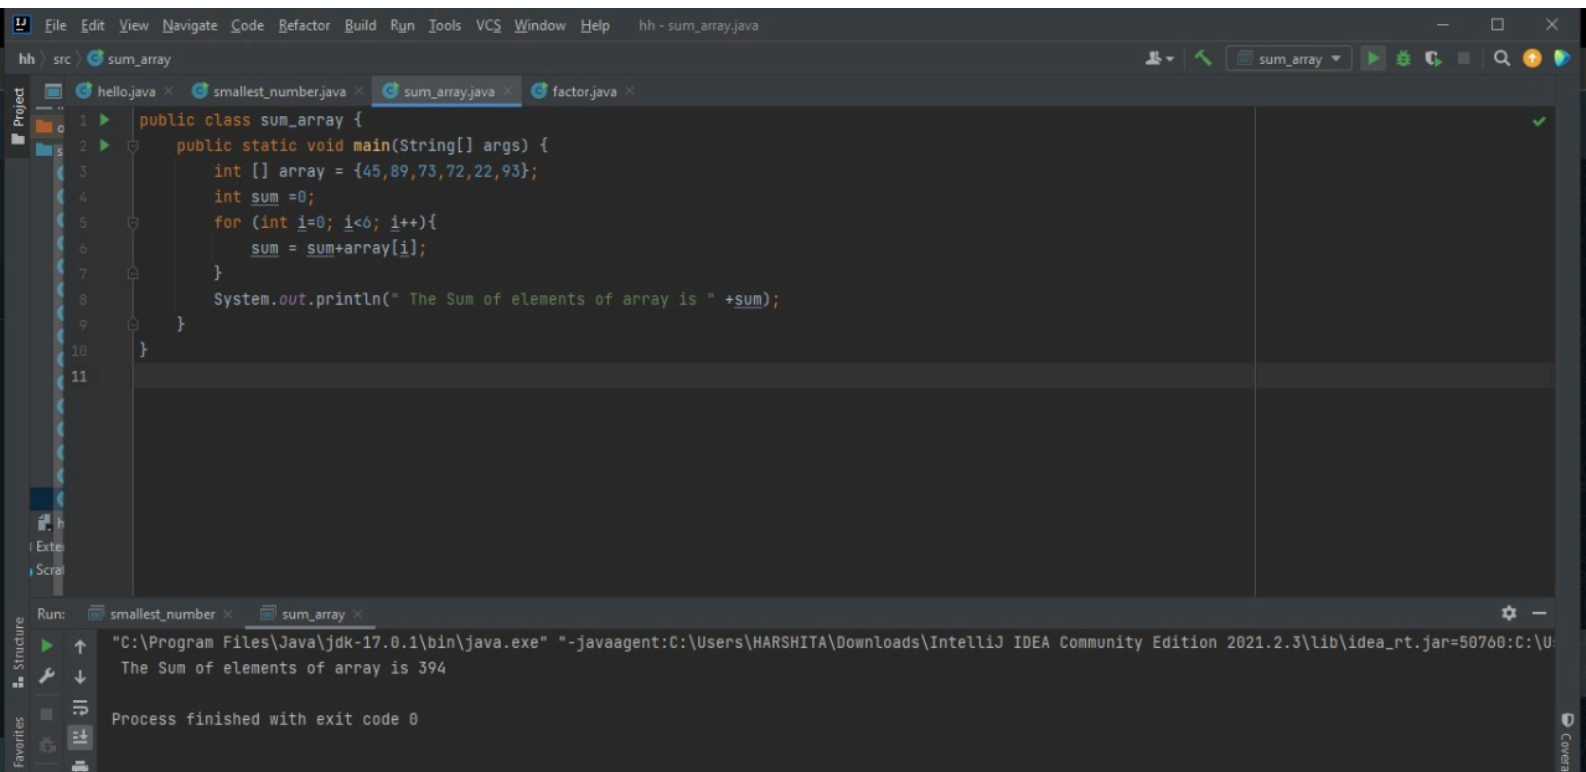 File Edit View Navigate Code Refactor Build Run Tools VCS Window Help hh - sum_array.java
hh src sum_array sum_array
Project
hello.java smallest_number.java sum_array.java factor.java
1 public class sum_array {
2 public static void main(String[] args) {
3 int [] array = {45,89,73,72,22,93};
4 int sum =0;
5 for (int i=0; i<6; i++){
6 sum = sum+array[i];
7 }
8 System.out.println(" The Sum of elements of array is " +sum);
9 }
10 }
11
Exte
Scra
Run: smallest_number sum_array
Structure
Favorites
"C:\Program Files\Java\jdk-17.0.1\bin\java.exe" "-javaagent:C:\Users\HARSHITA\Downloads\IntelliJ IDEA Community Edition 2021.2.3\lib\idea_rt.jar=50760:C:\U
The Sum of elements of array is 394
Process finished with exit code 0
Covera